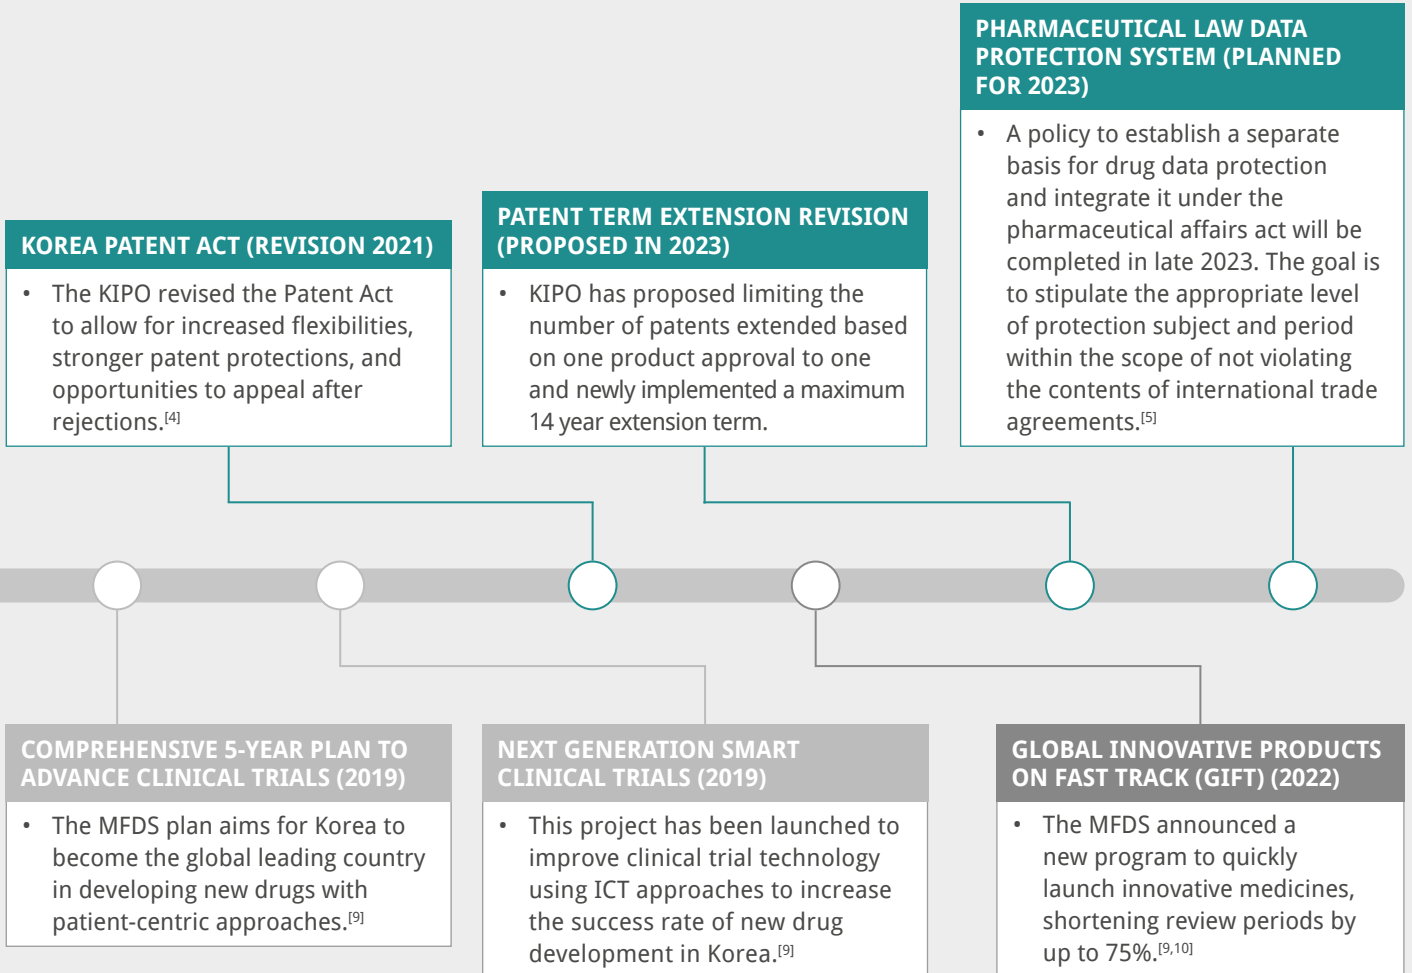 PHARMACEUTICAL LAW DATA
PROTECTION SYSTEM (PLANNED
FOR 2023)
• A policy to establish a separate
basis for drug data protection
and integrate it under the
pharmaceutical affairs act will be
completed in late 2023. The goal is
to stipulate the appropriate level
of protection subject and period
within the scope of not violating
the contents of international trade
agreements.[5]
KOREA PATENT ACT (REVISION 2021)
• The KIPO revised the Patent Act
to allow for increased flexibilities,
stronger patent protections, and
opportunities to appeal after
rejections.[4]
PATENT TERM EXTENSION REVISION
(PROPOSED IN 2023)
• KIPO has proposed limiting the
number of patents extended based
on one product approval to one
and newly implemented a maximum
14 year extension term.
COMPREHENSIVE 5-YEAR PLAN TO
ADVANCE CLINICAL TRIALS (2019)
• The MFDS plan aims for Korea to
become the global leading country
in developing new drugs with
patient-centric approaches.[9]
NEXT GENERATION SMART
CLINICAL TRIALS (2019)
• This project has been launched to
improve clinical trial technology
using ICT approaches to increase
the success rate of new drug
development in Korea.[9]
GLOBAL INNOVATIVE PRODUCTS
ON FAST TRACK (GIFT) (2022)
• The MFDS announced a
new program to quickly
launch innovative medicines,
shortening review periods by
up to 75%.[9,10]